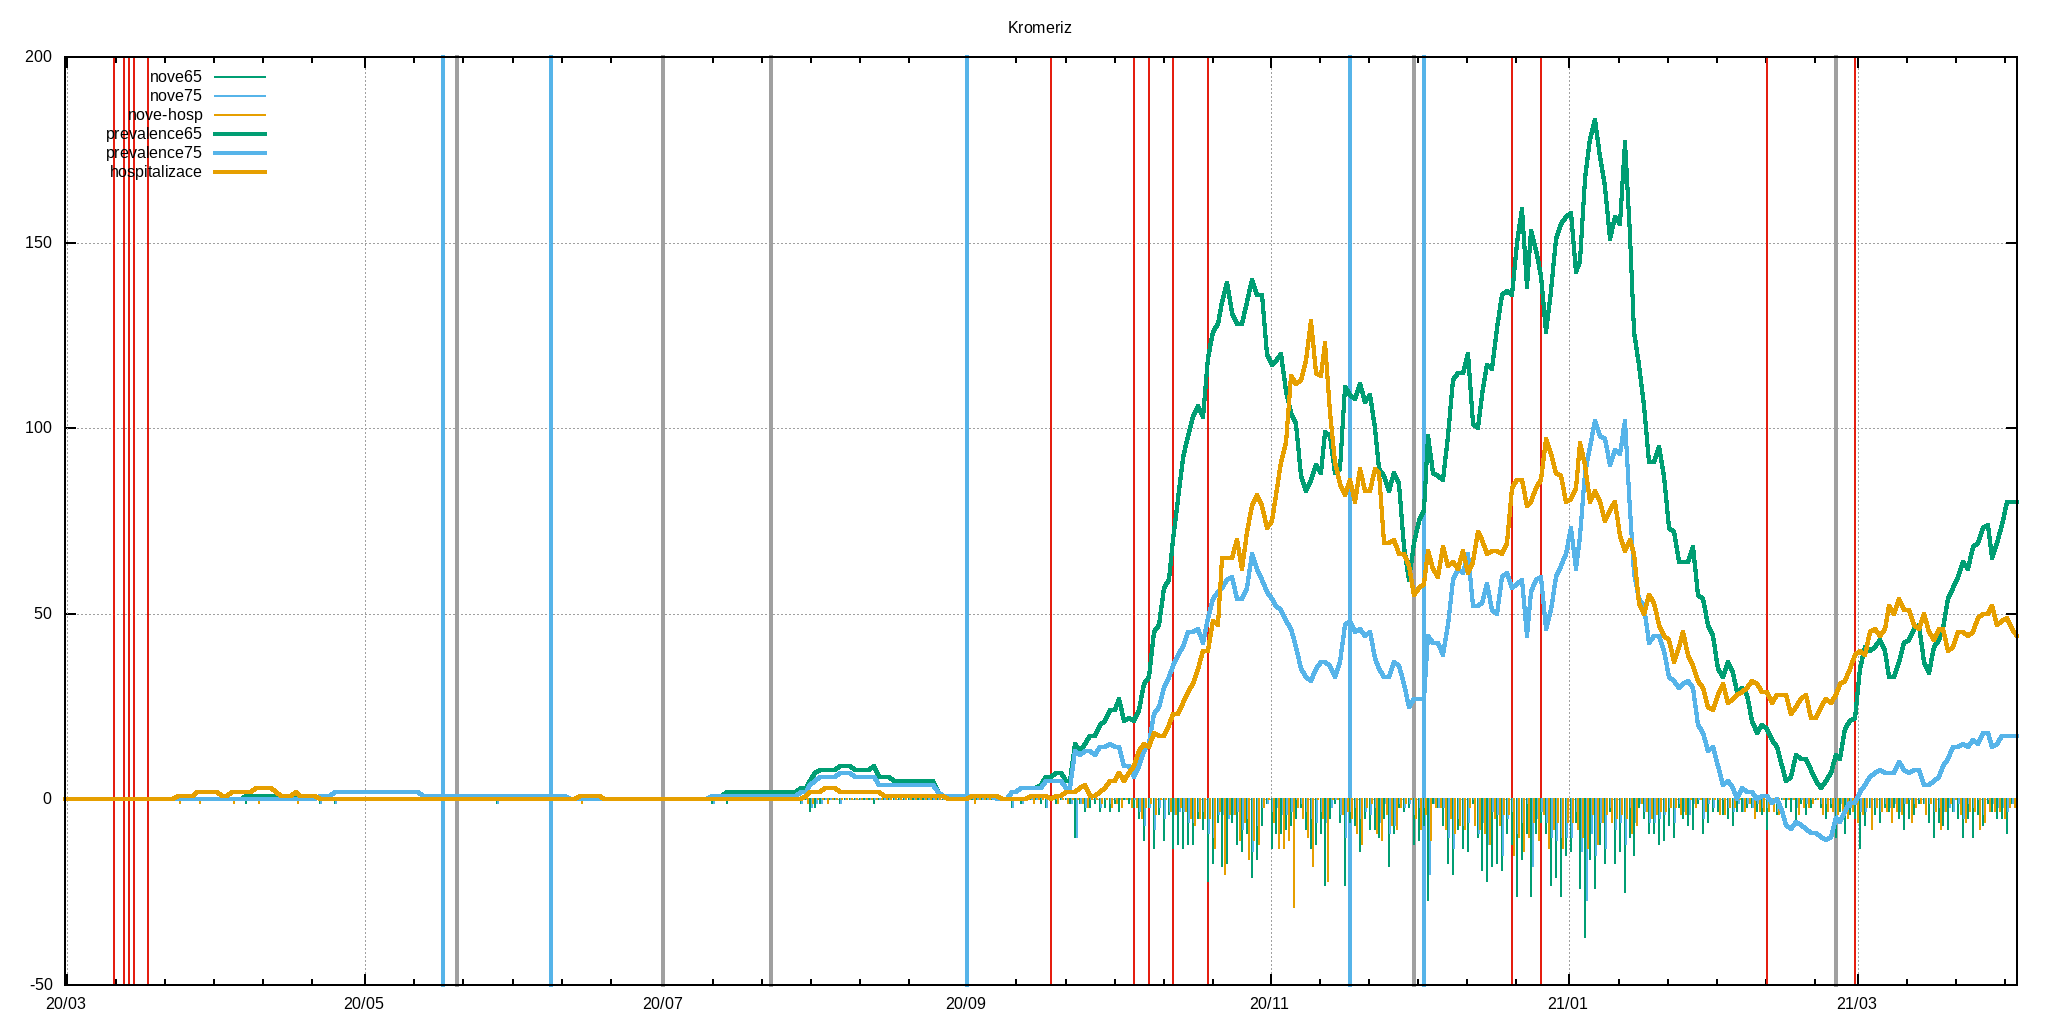 Kromeriz
200
nove65
nove75
nove-hosp
prevalence65
prevalence75
hospitalizace
150
100
50
0
-50
20/03 20/05 20/07 20/09 20/11 21/01 21/03